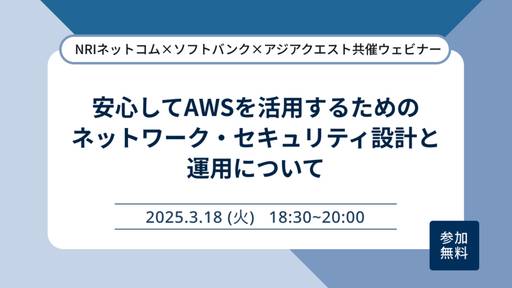 NRIネットコム×ソフトバンク×アジアクエスト共催ウェビナー
安心してAWSを活用するための
ネットワーク・セキュリティ設計と
運用について
2025.3.18 (火) 18:30~20:00
参加
無料